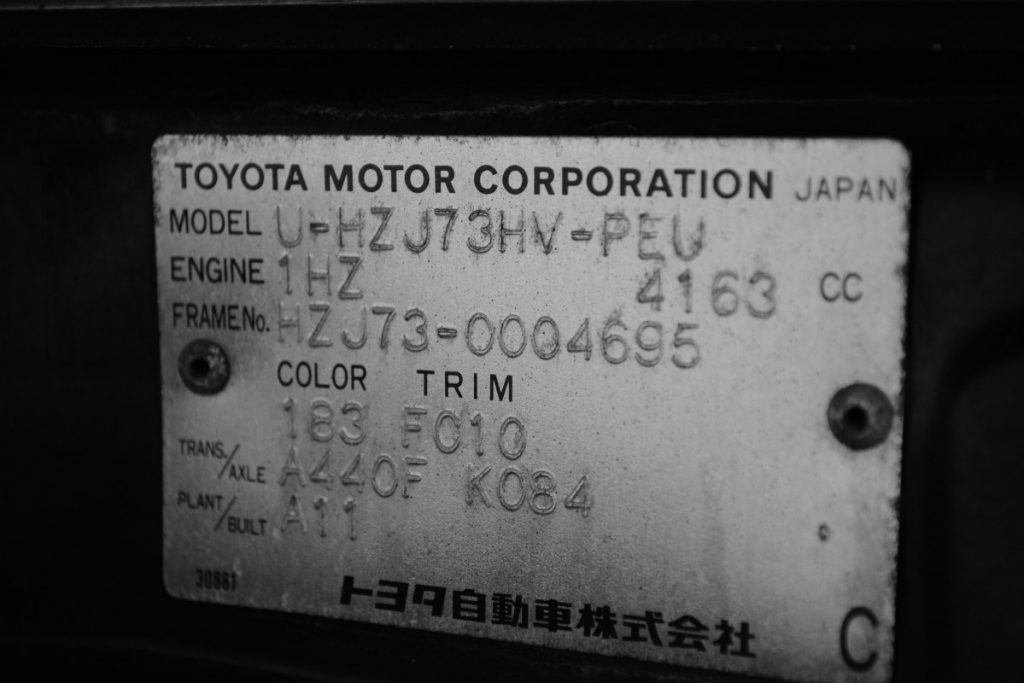 TOYOTA MOTOR CORPORATION JAPAN
MODEL U-HZJ73HV-PEU
ENGINE 1HZ 4163 CC
FRAME No. HZJ73-0004695
COLOR TRIM
183 FC10
TRANS./AXLE A440F K084
PLANT/BUILT A11
30881
トヨタ自動車株式会社
C